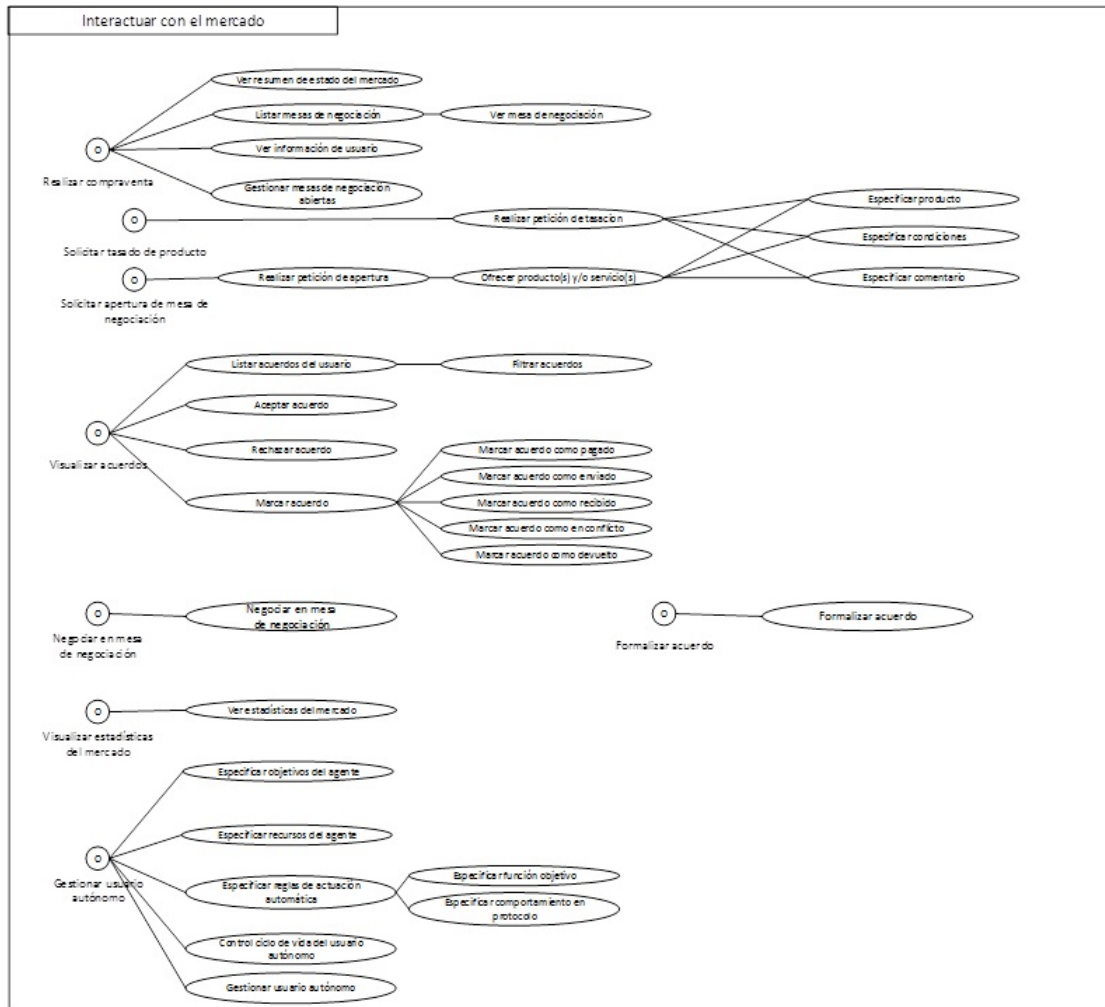 Interactuar con el mercado
Ver resumen de estado del mercado
Listar mesas de negociación
Ver mesa de negociación
O
Ver información de usuario
Realizar compraventa
Gestionar mesas de negociación
abiertas
Especificar producto
O
Realizar petición de tasacion
Especificar condiciones
Solicitar tasado de producto
O
Realizar petición de apertura
Ofrecer producto(s) y/o servicio(s)
Especificar comentario
Solicitar apertura de mesa de
negociación
Listar acuerdos del usuario
Filtrar acuerdos
Aceptar acuerdo
O
Rechazar acuerdo
Marcar acuerdo como pagado
Visualizar acuerdos
Marcar acuerdo como enviado
Marcar acuerdo
Marcar acuerdo como recibido
Marcar acuerdo como en conflicto
Marcar acuerdo como devuelto
O
Negociar en mesa
de negociación
Negociar en mesa
de negociación
O
Formalizar acuerdo
Formalizar acuerdo
O
Ver estadísticas del mercado
Visualizar estadísticas
del mercado
Especificar objetivos del agente
Especificar recursos del agente
O
Gestionar usuario
autónomo
Especificar reglas de actuación
automática
Especificar función objetivo
Especificar comportamiento en
protocolo
Control ciclo de vida del usuario
autónomo
Gestionar usuario autónomo